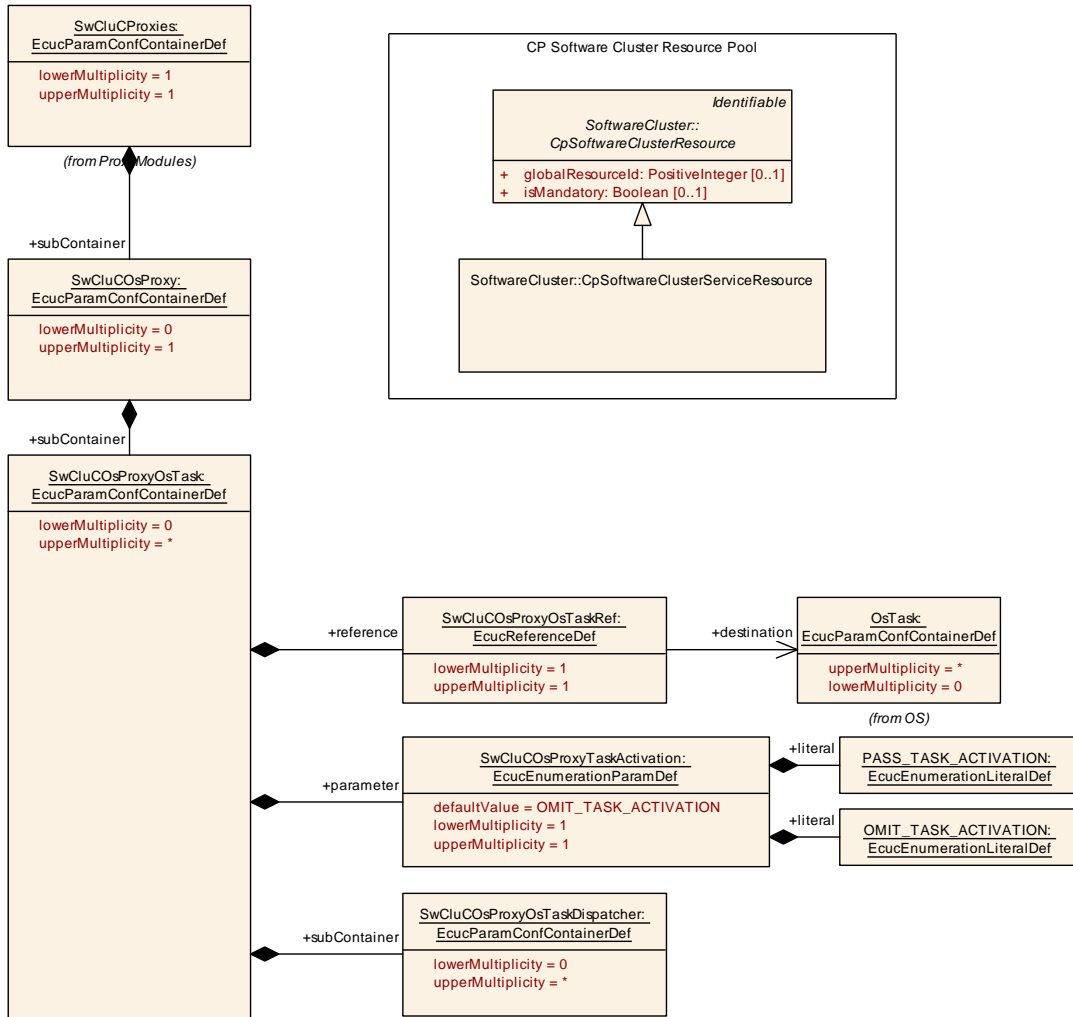 SwCluCProxies:
EcucParamConfContainerDef
lowerMultiplicity = 1
upperMultiplicity = 1
(from ProxyModules)
+subContainer
SwCluCOsProxy:
EcucParamConfContainerDef
lowerMultiplicity = 0
upperMultiplicity = 1
+subContainer
SwCluCOsProxyOsTask:
EcucParamConfContainerDef
lowerMultiplicity = 0
upperMultiplicity = *
CP Software Cluster Resource Pool
Identifiable
SoftwareCluster::
CpSoftwareClusterResource
+ globalResourceId: PositiveInteger [0..1]
+ isMandatory: Boolean [0..1]
SoftwareCluster::CpSoftwareClusterServiceResource
+reference
SwCluCOsProxyOsTaskRef:
EcucReferenceDef
lowerMultiplicity = 1
upperMultiplicity = 1
+destination
OsTask:
EcucParamConfContainerDef
upperMultiplicity = *
lowerMultiplicity = 0
(from OS)
+parameter
SwCluCOsProxyTaskActivation:
EcucEnumerationParamDef
defaultValue = OMIT_TASK_ACTIVATION
lowerMultiplicity = 1
upperMultiplicity = 1
+literal
PASS_TASK_ACTIVATION:
EcucEnumerationLiteralDef
+literal
OMIT_TASK_ACTIVATION:
EcucEnumerationLiteralDef
+subContainer
SwCluCOsProxyOsTaskDispatcher:
EcucParamConfContainerDef
lowerMultiplicity = 0
upperMultiplicity = *